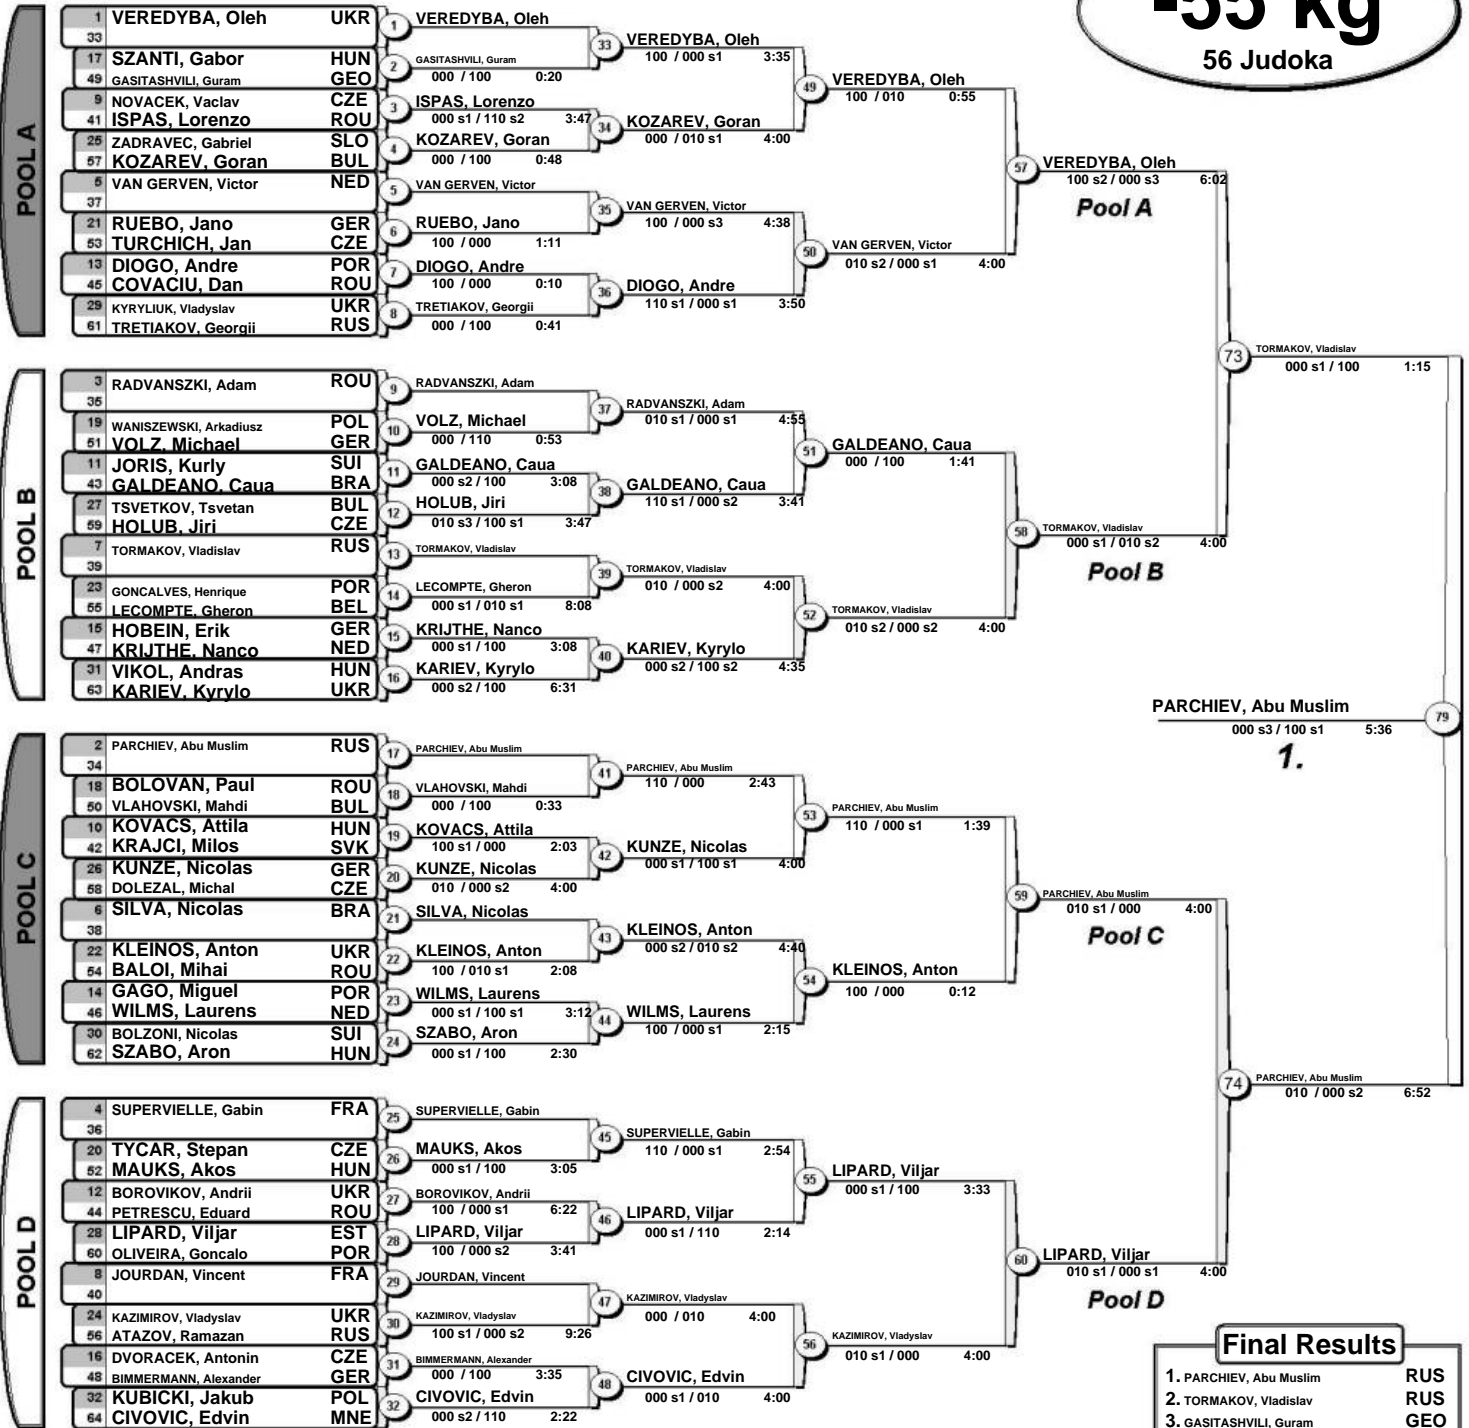 -55 kg
56 Judoka
POOL A
1 VEREDYBA, Oleh UKR
33
17 SZANTI, Gabor HUN
49 GASITASHVILI, Guram GEO
9 NOVACEK, Vaclav CZE
41 ISPAS, Lorenzo ROU
25 ZADRAVEC, Gabriel SLO
57 KOZAREV, Goran BUL
5 VAN GERVEN, Victor NED
37
21 RUEBO, Jano GER
53 TURCHICH, Jan CZE
13 DIOGO, Andre POR
45 COVACIU, Dan ROU
29 KYRYLIUK, Vladyslav UKR
61 TRETIAKOV, Georgii RUS
1 VEREDYBA, Oleh
2 GASITASHVILI, Guram
000 / 100 0:20
3 ISPAS, Lorenzo
000 s1 / 110 s2 3:47
4 KOZAREV, Goran
000 / 100 0:48
5 VAN GERVEN, Victor
6 RUEBO, Jano
100 / 000 1:11
7 DIOGO, Andre
100 / 000 0:10
8 TRETIAKOV, Georgii
000 / 100 0:41
33 VEREDYBA, Oleh
100 / 000 s1 3:35
34 KOZAREV, Goran
000 / 010 s1 4:00
35 VAN GERVEN, Victor
100 / 000 s3 4:38
36 DIOGO, Andre
110 s1 / 000 s1 3:50
49 VEREDYBA, Oleh
100 / 010 0:55
50 VAN GERVEN, Victor
010 s2 / 000 s1 4:00
57 VEREDYBA, Oleh
100 s2 / 000 s3 6:02
Pool A
POOL B
3 RADVANSZKI, Adam ROU
35
19 WANISZEWSKI, Arkadiusz POL
51 VOLZ, Michael GER
11 JORIS, Kurly SUI
43 GALDEANO, Caua BRA
27 TSVETKOV, Tsvetan BUL
59 HOLUB, Jiri CZE
7 TORMAKOV, Vladislav RUS
39
23 GONCALVES, Henrique POR
55 LECOMPTE, Gheron BEL
15 HOBEIN, Erik GER
47 KRIJTHE, Nanco NED
31 VIKOL, Andras HUN
63 KARIEV, Kyrylo UKR
9 RADVANSZKI, Adam
10 VOLZ, Michael
000 / 110 0:53
11 GALDEANO, Caua
000 s2 / 100 3:08
12 HOLUB, Jiri
010 s3 / 100 s1 3:47
13 TORMAKOV, Vladislav
14 LECOMPTE, Gheron
000 s1 / 010 s1 8:08
15 KRIJTHE, Nanco
000 s1 / 100 3:08
16 KARIEV, Kyrylo
000 s2 / 100 6:31
37 RADVANSZKI, Adam
010 s1 / 000 s1 4:55
38 GALDEANO, Caua
110 s1 / 000 s2 3:41
39 TORMAKOV, Vladislav
010 / 000 s2 4:00
40 KARIEV, Kyrylo
000 s2 / 100 s2 4:35
51 GALDEANO, Caua
000 / 100 1:41
52 TORMAKOV, Vladislav
010 s2 / 000 s2 4:00
58 TORMAKOV, Vladislav
000 s1 / 010 s2 4:00
Pool B
73 TORMAKOV, Vladislav
000 s1 / 100 1:15
PARCHIEV, Abu Muslim 79
000 s3 / 100 s1 5:36
1.
POOL C
2 PARCHIEV, Abu Muslim RUS
34
18 BOLOVAN, Paul ROU
50 VLAHOVSKI, Mahdi BUL
10 KOVACS, Attila HUN
42 KRAJCI, Milos SVK
26 KUNZE, Nicolas GER
58 DOLEZAL, Michal CZE
6 SILVA, Nicolas BRA
38
22 KLEINOS, Anton UKR
54 BALOI, Mihai ROU
14 GAGO, Miguel POR
46 WILMS, Laurens NED
30 BOLZONI, Nicolas SUI
62 SZABO, Aron HUN
17 PARCHIEV, Abu Muslim
18 VLAHOVSKI, Mahdi
000 / 100 0:33
19 KOVACS, Attila
100 s1 / 000 2:03
20 KUNZE, Nicolas
010 / 000 s2 4:00
21 SILVA, Nicolas
22 KLEINOS, Anton
100 / 010 s1 2:08
23 WILMS, Laurens
000 s1 / 100 s1 3:12
24 SZABO, Aron
000 s1 / 100 2:30
41 PARCHIEV, Abu Muslim
110 / 000 2:43
42 KUNZE, Nicolas
000 s1 / 100 s1 4:00
43 KLEINOS, Anton
000 s2 / 010 s2 4:40
44 WILMS, Laurens
100 / 000 s1 2:15
53 PARCHIEV, Abu Muslim
110 / 000 s1 1:39
54 KLEINOS, Anton
100 / 000 0:12
59 PARCHIEV, Abu Muslim
010 s1 / 000 4:00
Pool C
POOL D
4 SUPERVIELLE, Gabin FRA
36
20 TYCAR, Stepan CZE
52 MAUKS, Akos HUN
12 BOROVIKOV, Andrii UKR
44 PETRESCU, Eduard ROU
28 LIPARD, Viljar EST
60 OLIVEIRA, Goncalo POR
8 JOURDAN, Vincent FRA
40
24 KAZIMIROV, Vladyslav UKR
56 ATAZOV, Ramazan RUS
16 DVORACEK, Antonin CZE
48 BIMMERMANN, Alexander GER
32 KUBICKI, Jakub POL
64 CIVOVIC, Edvin MNE
25 SUPERVIELLE, Gabin
26 MAUKS, Akos
000 s1 / 100 3:05
27 BOROVIKOV, Andrii
100 / 000 s1 6:22
28 LIPARD, Viljar
100 / 000 s2 3:41
29 JOURDAN, Vincent
30 KAZIMIROV, Vladyslav
100 s1 / 000 s2 9:26
31 BIMMERMANN, Alexander
000 / 100 3:35
32 CIVOVIC, Edvin
000 s2 / 110 2:22
45 SUPERVIELLE, Gabin
110 / 000 s1 2:54
46 LIPARD, Viljar
000 s1 / 110 2:14
47 KAZIMIROV, Vladyslav
000 / 010 4:00
48 CIVOVIC, Edvin
000 s1 / 010 4:00
55 LIPARD, Viljar
000 s1 / 100 3:33
56 KAZIMIROV, Vladyslav
010 s1 / 000 4:00
60 LIPARD, Viljar
010 s1 / 000 s1 4:00
Pool D
74 PARCHIEV, Abu Muslim
010 / 000 s2 6:52
Final Results
1. PARCHIEV, Abu Muslim RUS
2. TORMAKOV, Vladislav RUS
3. GASITASHVILI, Guram GEO